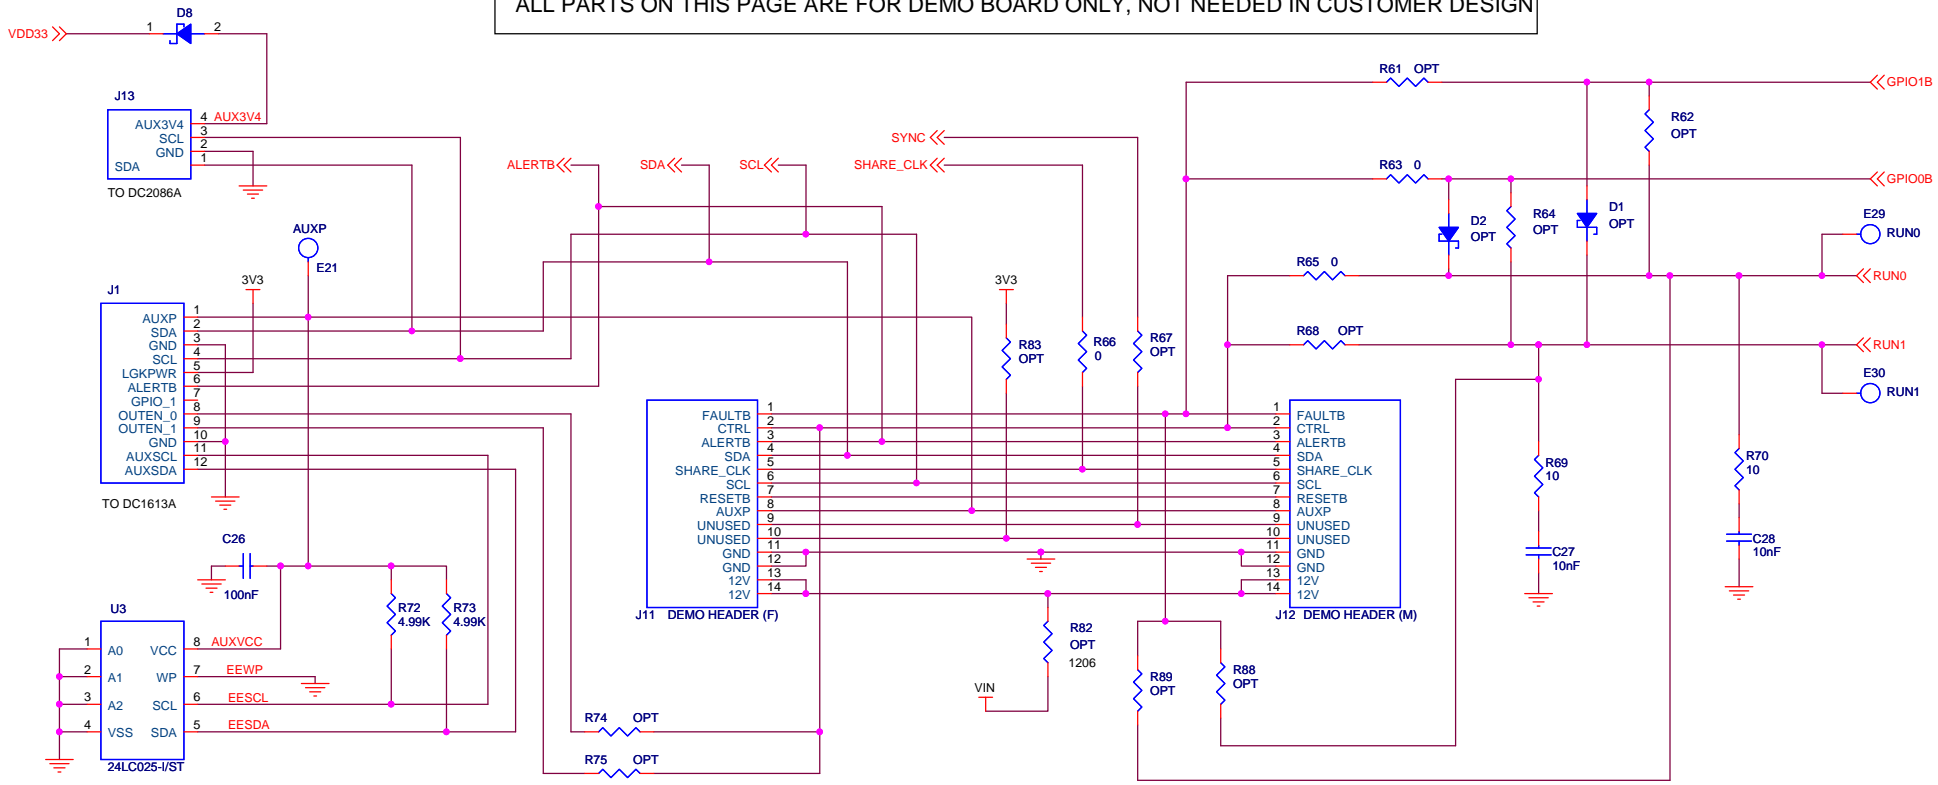 ALL PARTS ON THIS PAGE ARE FOR DEMO BOARD ONLY, NOT NEEDED IN CUSTOMER DESIGN
D8
VDD33
1
2
J13
AUX3V4
SCL
GND
SDA
4
3
2
1
AUX3V4
TO DC2086A
ALERTB
SDA
SCL
SYNC
SHARE_CLK
R61 OPT
GPIO1B
R62
OPT
R63 0
GPIO0B
D2
OPT
R64
OPT
D1
OPT
E29
RUN0
R65 0
RUN0
R68 OPT
RUN1
E30
RUN1
AUXP
E21
3V3
J1
AUXP
SDA
GND
SCL
LGKPWR
ALERTB
GPIO_1
OUTEN_0
OUTEN_1
GND
AUXSCL
AUXSDA
1
2
3
4
5
6
7
8
9
10
11
12
TO DC1613A
3V3
R83
OPT
R66
0
R67
OPT
FAULTB
CTRL
ALERTB
SDA
SHARE_CLK
SCL
RESETB
AUXP
UNUSED
UNUSED
GND
GND
12V
12V
1
2
3
4
5
6
7
8
9
10
11
12
13
14
J11 DEMO HEADER (F)
1
2
3
4
5
6
7
8
9
10
11
12
13
14
FAULTB
CTRL
ALERTB
SDA
SHARE_CLK
SCL
RESETB
AUXP
UNUSED
UNUSED
GND
GND
12V
12V
J12 DEMO HEADER (M)
R69
10
C27
10nF
R70
10
C28
10nF
C26
100nF
R72
4.99K
R73
4.99K
U3
1
2
3
4
A0
A1
A2
VSS
VCC
WP
SCL
SDA
8
7
6
5
AUXVCC
EEWP
EESCL
EESDA
24LC025-I/ST
R74 OPT
R75 OPT
R82
OPT
1206
VIN
R89
OPT
R88
OPT